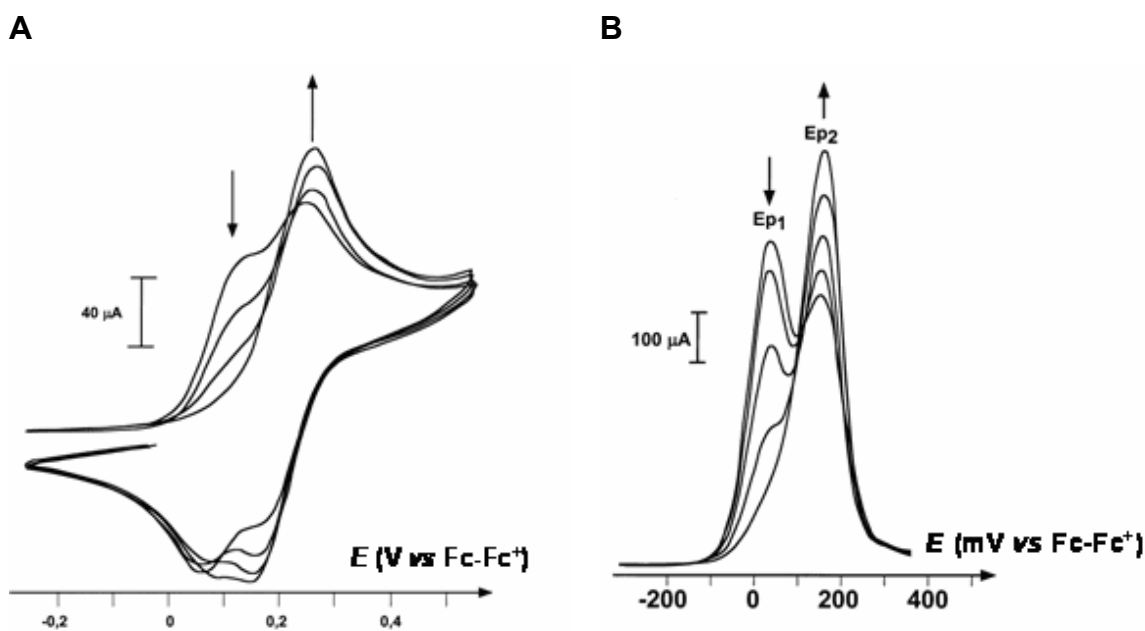 A
B
40 µA
E (V vs Fc-Fc⁺)
-0,2
0
0,2
0,4
Ep₂
Ep₁
100 µA
E (mV vs Fc-Fc⁺)
-200
0
200
400